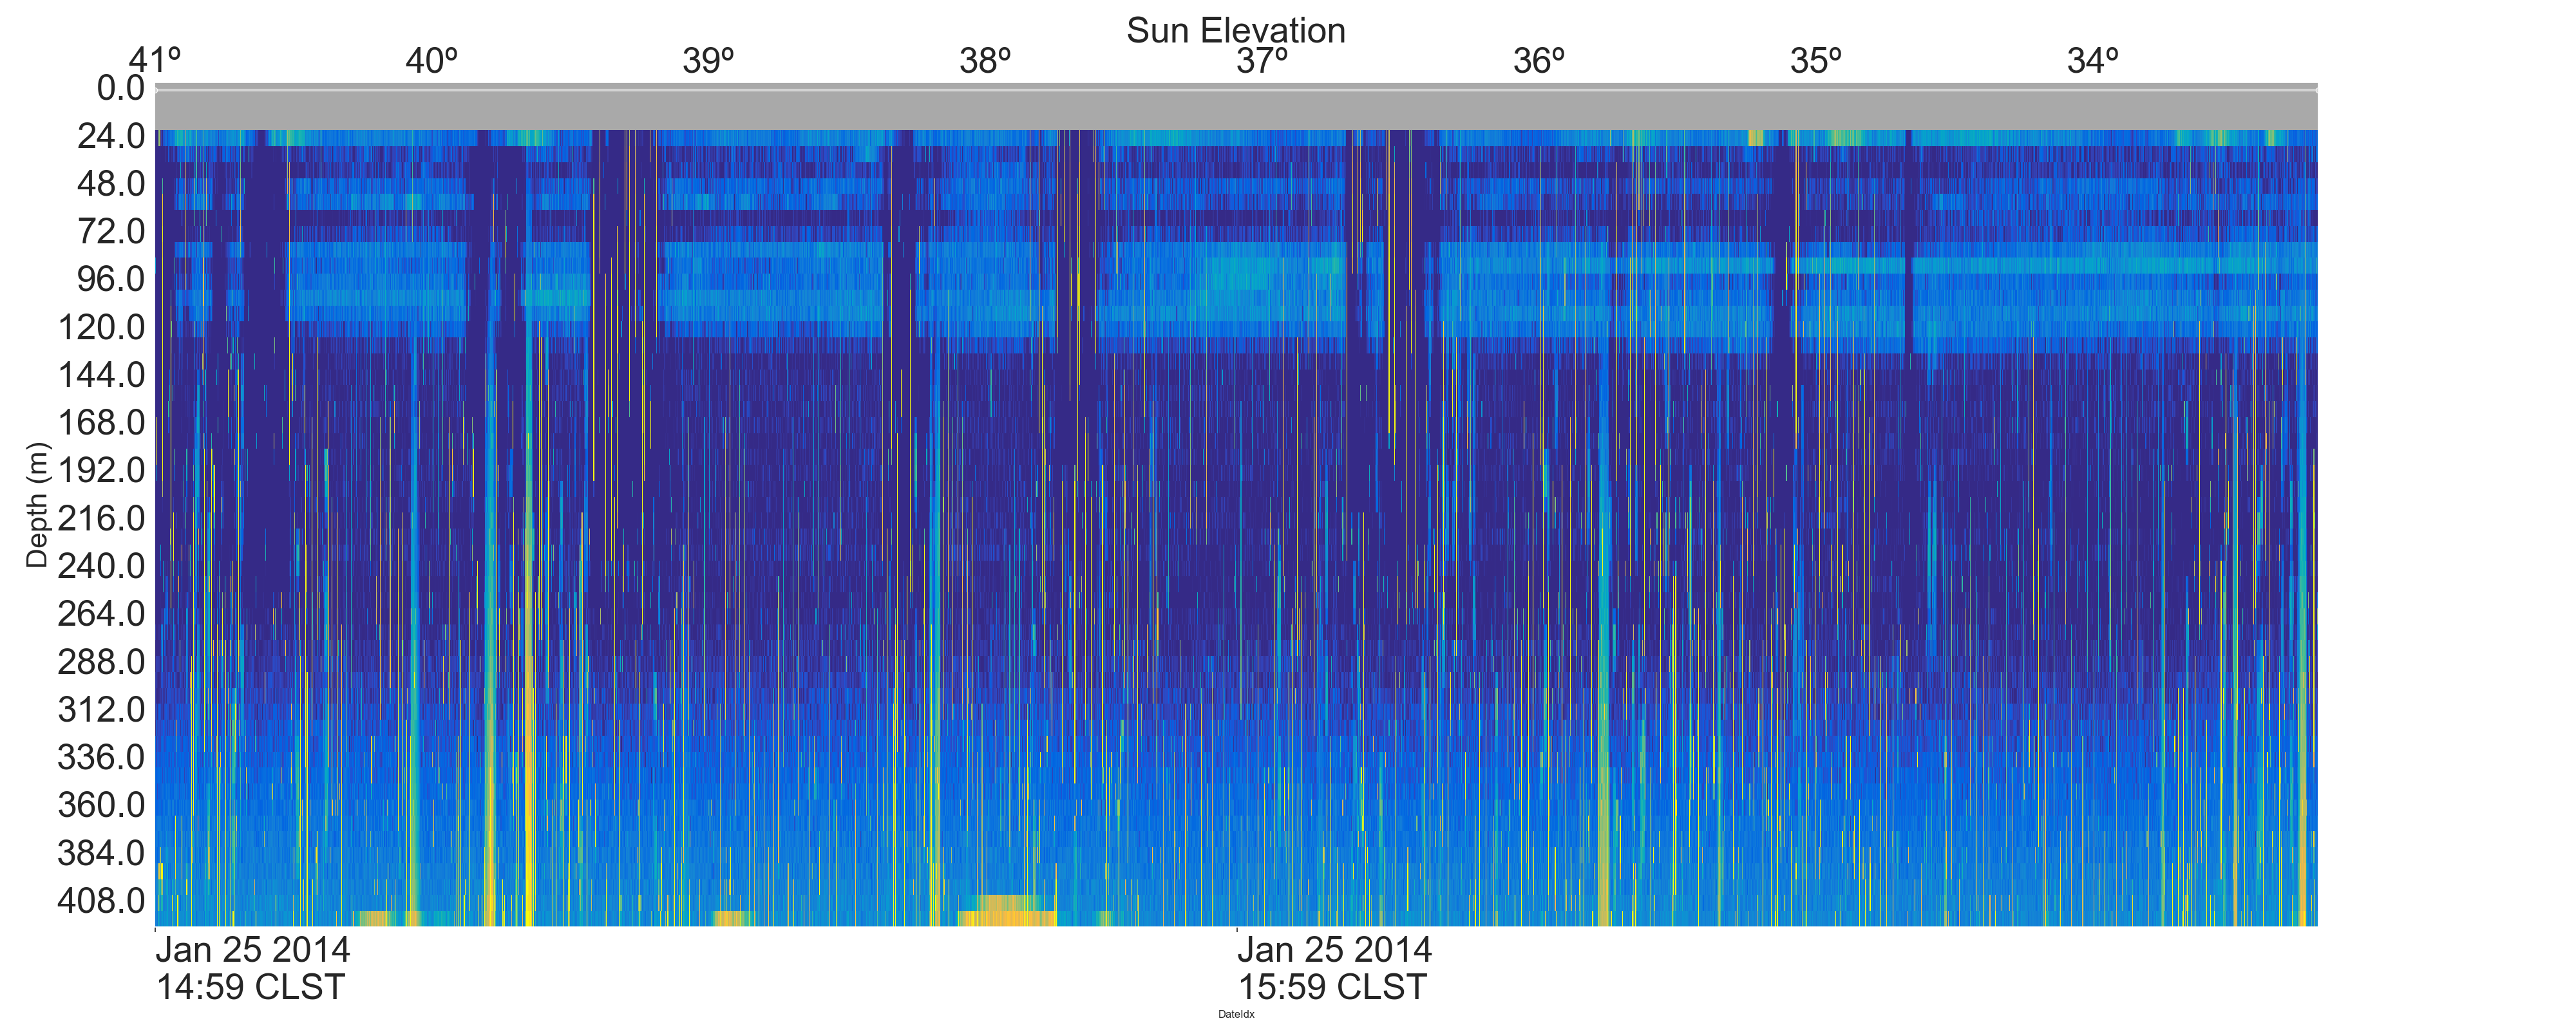 Sun Elevation
41º 40º 39º 38º 37º 36º 35º 34º
0.0
24.0
48.0
72.0
96.0
120.0
144.0
168.0
192.0
216.0
240.0
264.0
288.0
312.0
336.0
360.0
384.0
408.0
Depth (m)
Jan 25 2014
14:59 CLST
Jan 25 2014
15:59 CLST
DateIdx